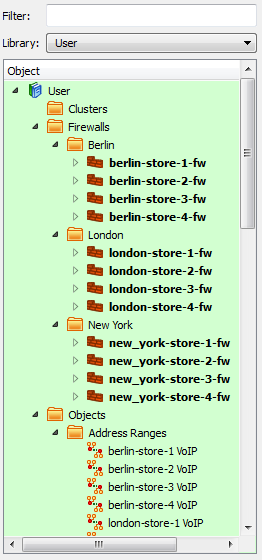 Filter:
Library: User
Object
User
Clusters
Firewalls
Berlin
berlin-store-1-fw
berlin-store-2-fw
berlin-store-3-fw
berlin-store-4-fw
London
london-store-1-fw
london-store-2-fw
london-store-3-fw
london-store-4-fw
New York
new_york-store-1-fw
new_york-store-2-fw
new_york-store-3-fw
new_york-store-4-fw
Objects
Address Ranges
berlin-store-1 VoIP
berlin-store-2 VoIP
berlin-store-3 VoIP
berlin-store-4 VoIP
london-store-1 VoIP